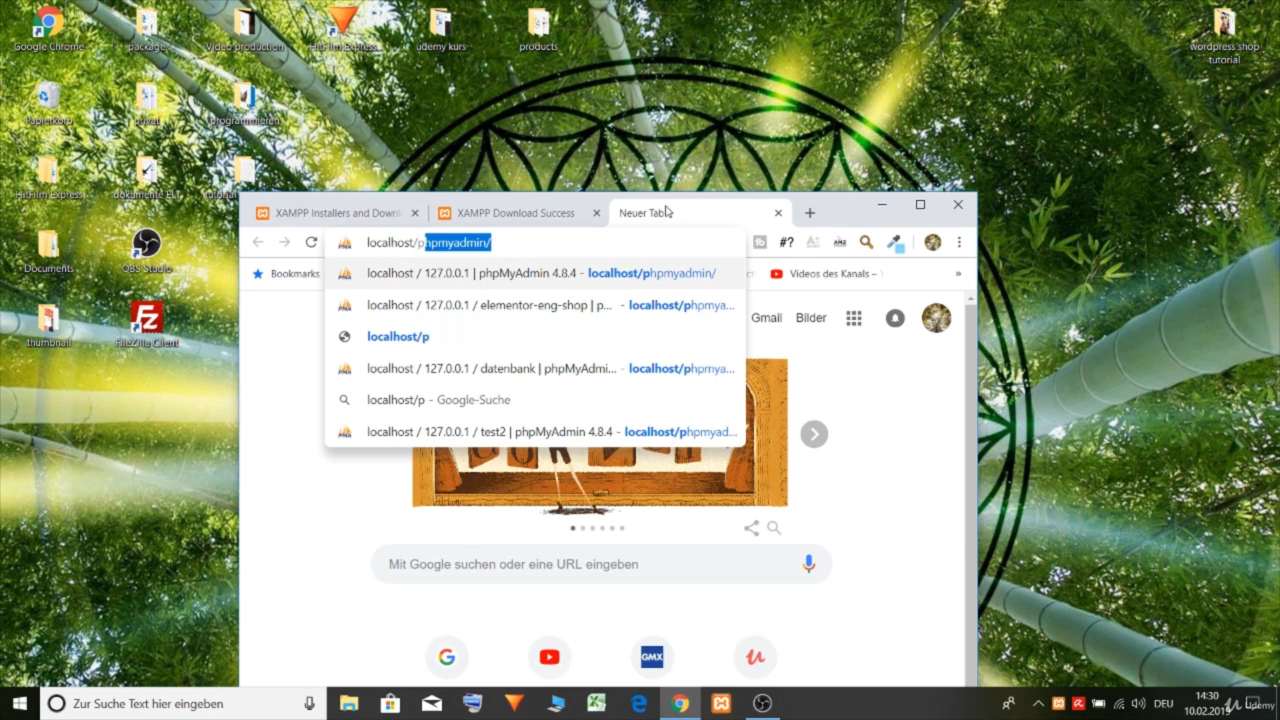 Google Chrome
package
Video production
HitFilm Express
udemy kurs
products
wordpress shop
tutorial
Papierkorb
privat
programmieren
HitFilm Express
dokumente ELT
Documents
OBS Studio
thumbnail
FileZilla Client
XAMPP Installers and Downl
XAMPP Download Success
Neuer Tab
localhost/phpmyadmin/
#?
Bookmarks
Videos des Kanals –
»
localhost / 127.0.0.1 | phpMyAdmin 4.8.4 - localhost/phpmyadmin/
localhost / 127.0.0.1 / elementor-eng-shop | p... - localhost/phpmya...
localhost/p
localhost / 127.0.0.1 / datenbank | phpMyAdmi... - localhost/phpmya...
localhost/p - Google-Suche
localhost / 127.0.0.1 / test2 | phpMyAdmin 4.8.4 - localhost/phpmyad...
Gmail
Bilder
Mit Google suchen oder eine URL eingeben
G
GMX
Zur Suche Text hier eingeben
DEU
14:30
10.02.2019
Udemy